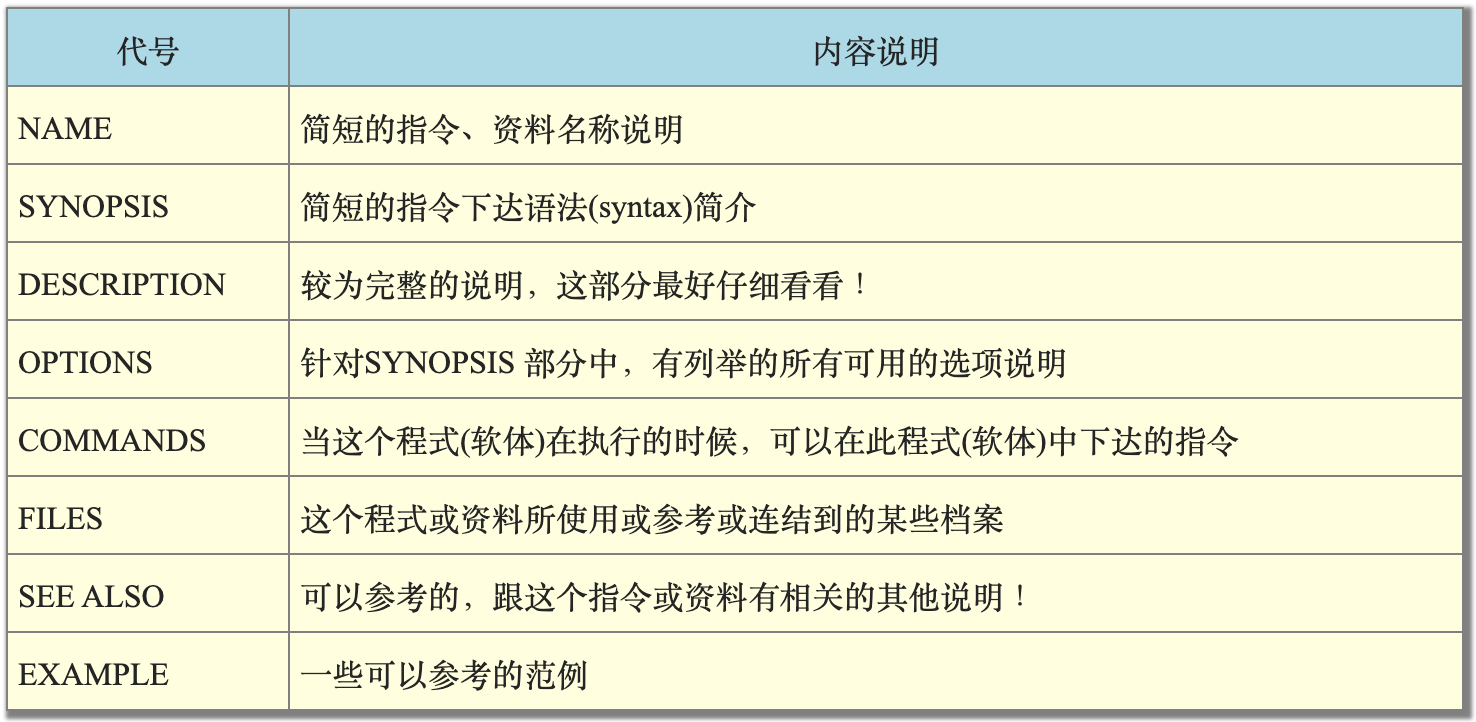 代号 内容说明
NAME 简短的指令、资料名称说明
SYNOPSIS 简短的指令下达语法(syntax)简介
DESCRIPTION 较为完整的说明，这部分最好仔细看看！
OPTIONS 针对SYNOPSIS 部分中，有列举的所有可用的选项说明
COMMANDS 当这个程式(软体)在执行的时候，可以在此程式(软体)中下达的指令
FILES 这个程式或资料所使用或参考或连结到的某些档案
SEE ALSO 可以参考的，跟这个指令或资料有相关的其他说明！
EXAMPLE 一些可以参考的范例